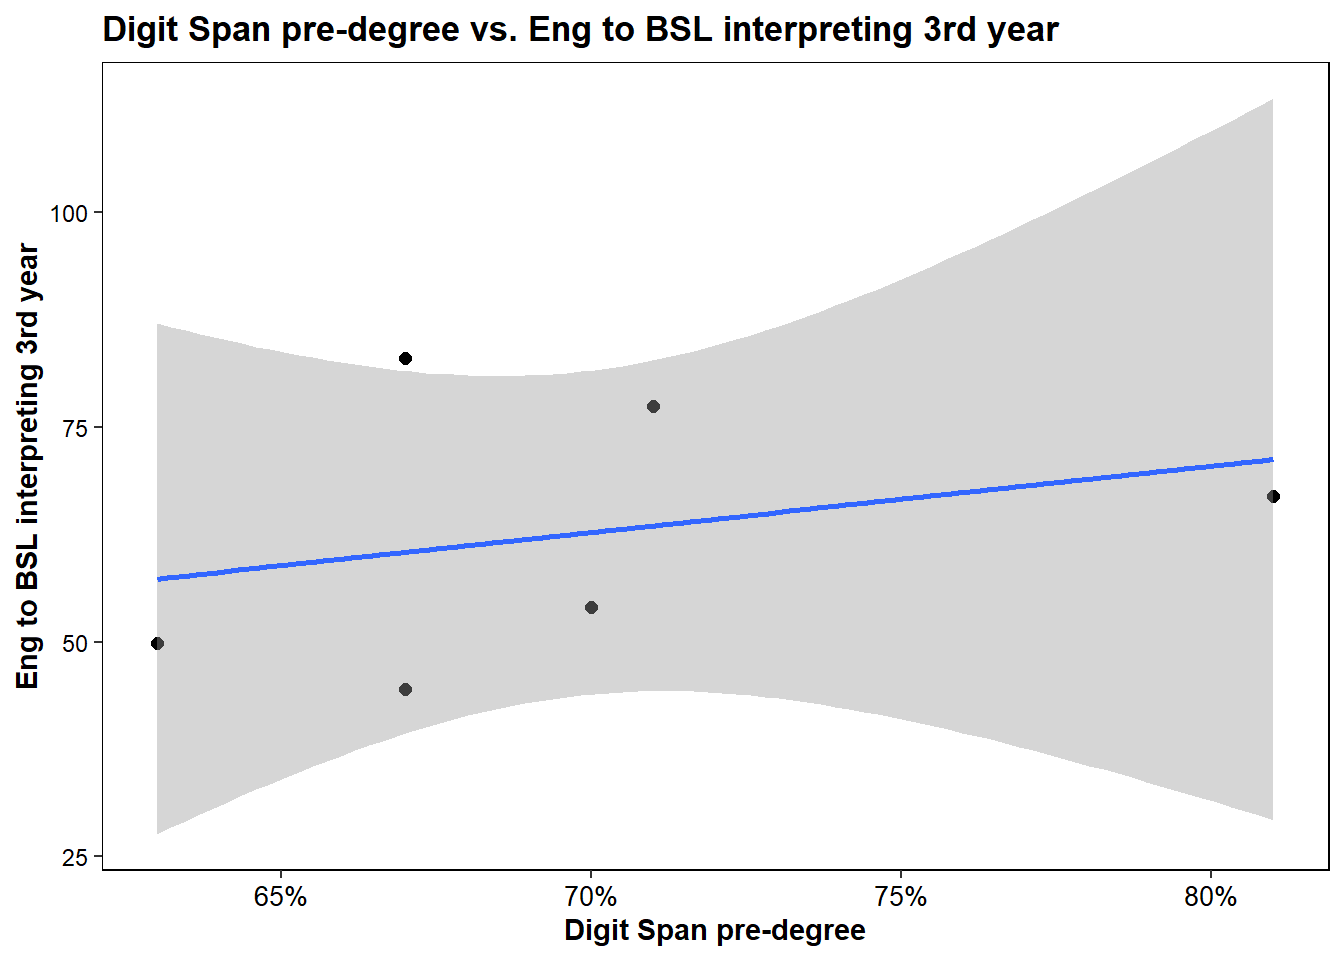 Digit Span pre-degree vs. Eng to BSL interpreting 3rd year
Eng to BSL interpreting 3rd year
100
75
50
25
65%
70%
75%
80%
Digit Span pre-degree